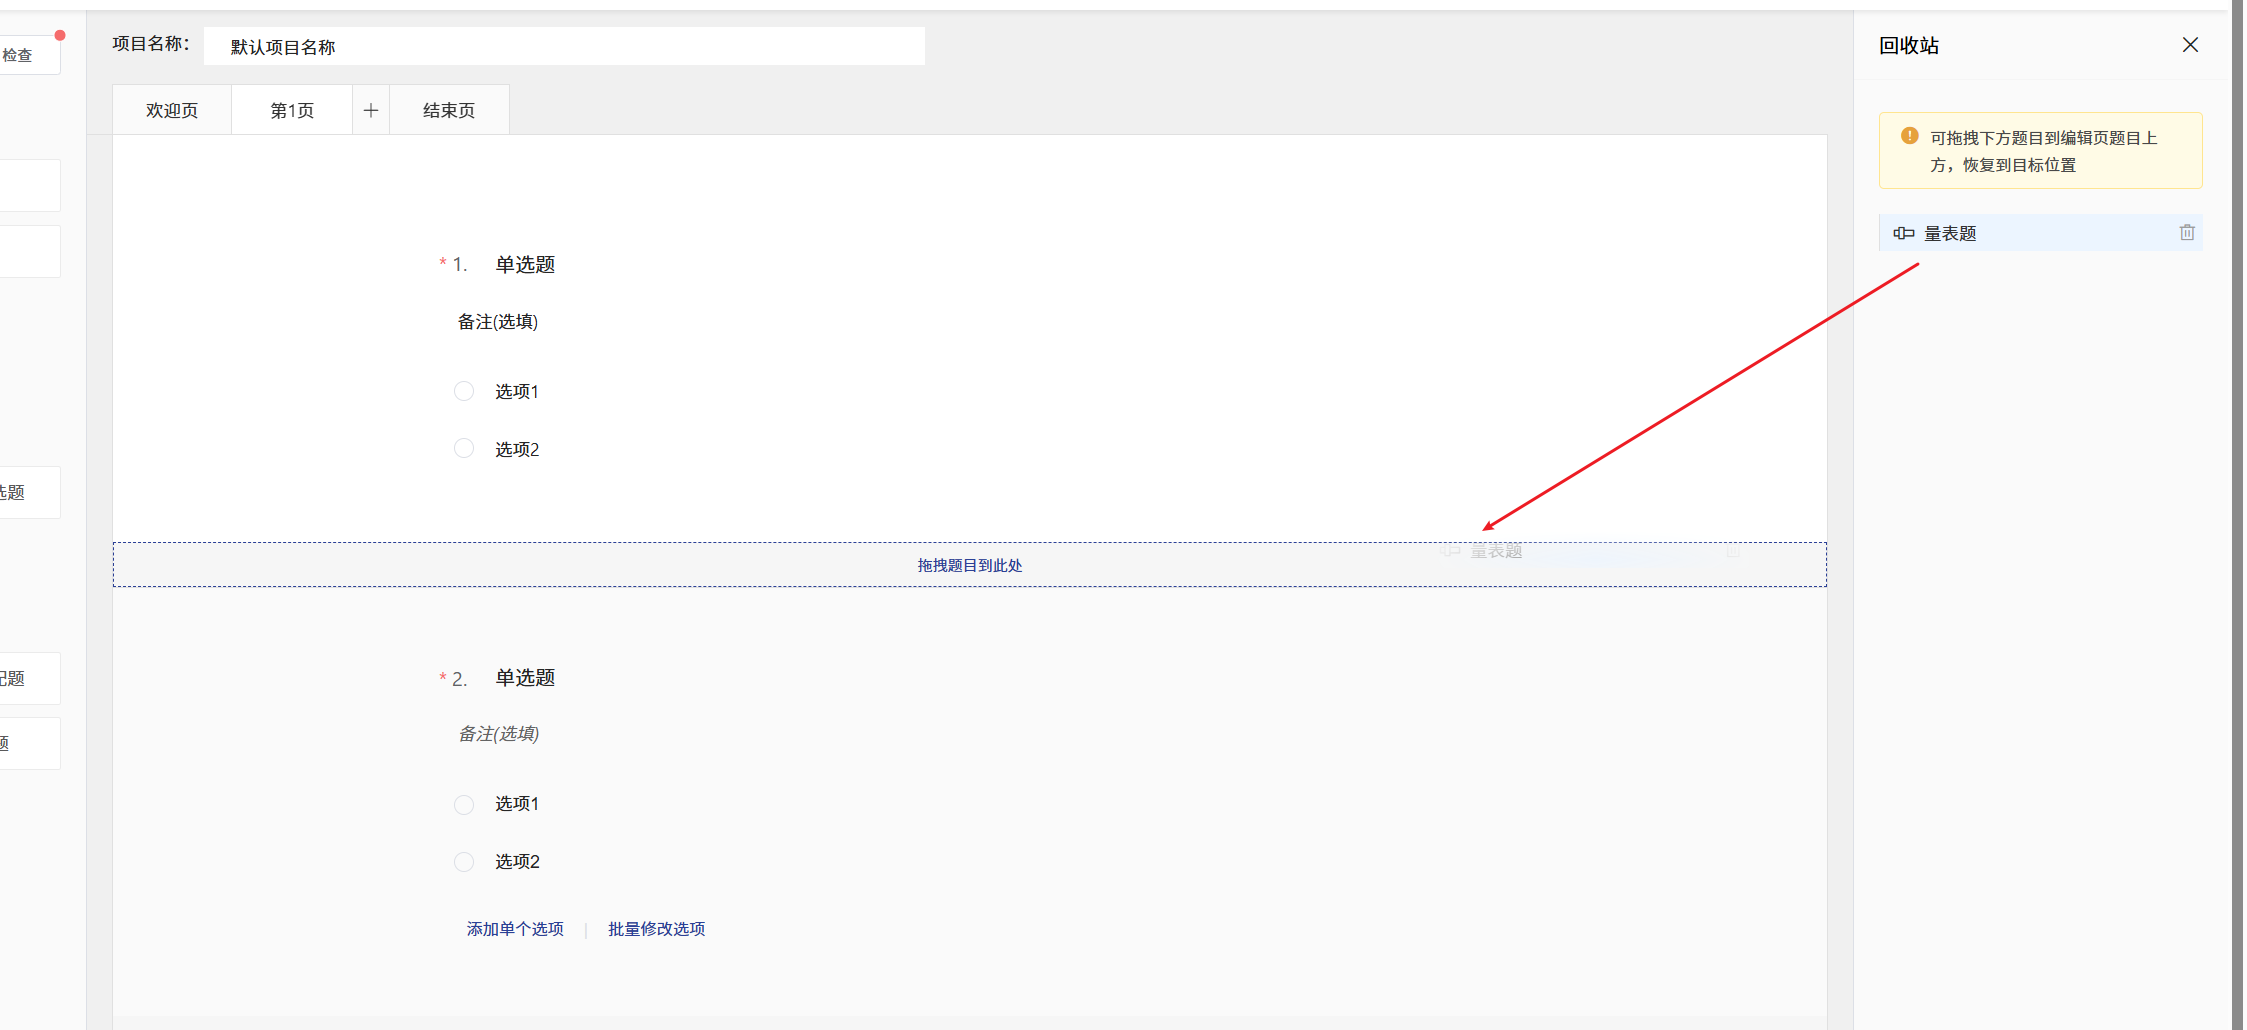 检查
项目名称：
默认项目名称
欢迎页
第1页
结束页
* 1.
单选题
备注(选填)
选项1
选项2
拖拽题目到此处
量表题
* 2.
单选题
备注(选填)
选项1
选项2
添加单个选项 | 批量修改选项
题
题
题
回收站
可拖拽下方题目到编辑页题目上
方，恢复到目标位置
量表题